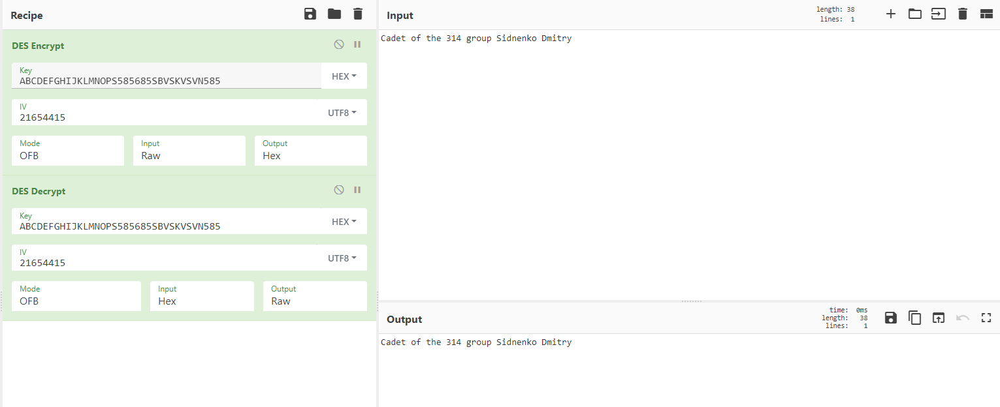 Recipe
DES Encrypt
Key
ABCDEFGHIJKLMNOPS585685SBVSKVSVN585
HEX
IV
21654415
UTF8
Mode
OFB
Input
Raw
Output
Hex
DES Decrypt
Key
ABCDEFGHIJKLMNOPS585685SBVSKVSVN585
HEX
IV
21654415
UTF8
Mode
OFB
Input
Hex
Output
Raw
Input
length: 38
lines: 1
Cadet of the 314 group Sidnenko Dmitry
Output
time: 0ms
length: 38
lines: 1
Cadet of the 314 group Sidnenko Dmitry